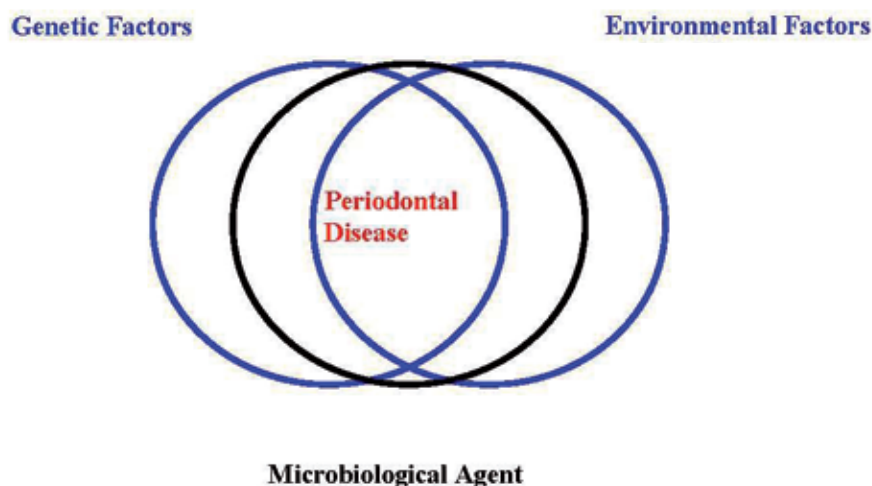 Genetic Factors
Environmental Factors
Periodontal
Disease
Microbiological Agent